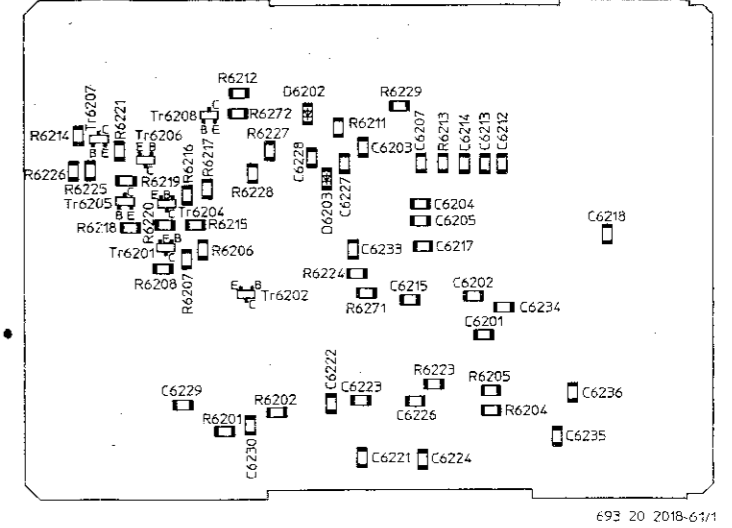 R6212
D6202
R6229
Tr6207
R6221
Tr6208
C
B E
R6272
R6211
C6207
R6213
C6214
C6213
C6212
R6214
C
B
E
Tr6206
E B
C
R6227
C6203
R6216
R6217
C6228
C6227
R6226
R6225
R6219
R6228
D6203
Tr6205
C
B E
R6220
E B
C
Tr6204
C6204
C6205
C6218
R6218
R6215
Tr6201
E B
C
R6206
C6233
C6217
R6208
R6207
R6224
E B
C
Tr6202
R6271
C6215
C6202
C6234
C6201
C6222
R6223
C6229
R6202
C6223
R6205
C6236
R6201
C6226
R6204
C6230
C6235
C6221
C6224
693 20 2018-61/1